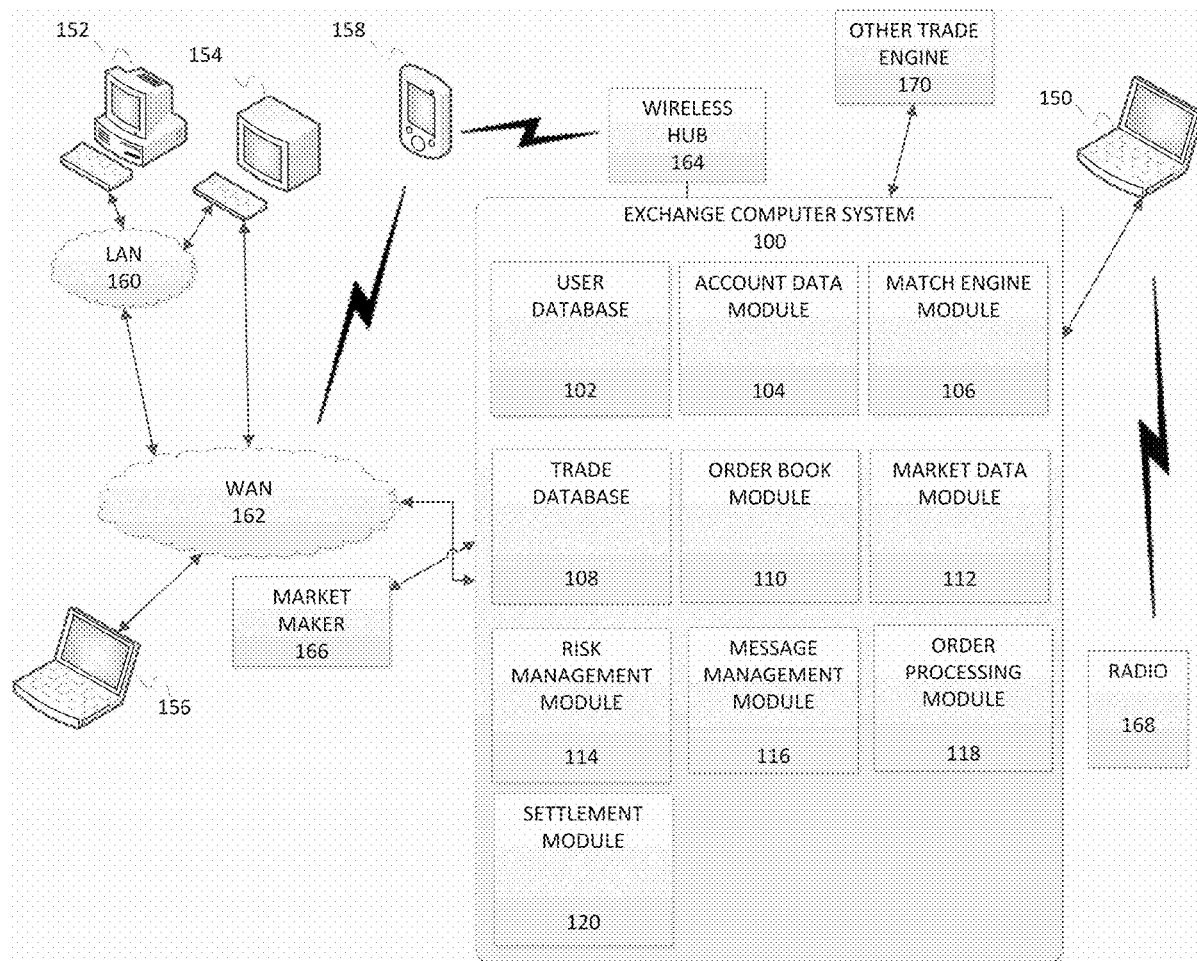 152
154
158
OTHER TRADE
ENGINE
170
WIRELESS
HUB
164
150
LAN
160
EXCHANGE COMPUTER SYSTEM
100
USER
DATABASE
102
ACCOUNT DATA
MODULE
104
MATCH ENGINE
MODULE
106
WAN
162
TRADE
DATABASE
108
ORDER BOOK
MODULE
110
MARKET DATA
MODULE
112
MARKET
MAKER
166
156
RISK
MANAGEMENT
MODULE
114
MESSAGE
MANAGEMENT
MODULE
116
ORDER
PROCESSING
MODULE
118
RADIO
168
SETTLEMENT
MODULE
120